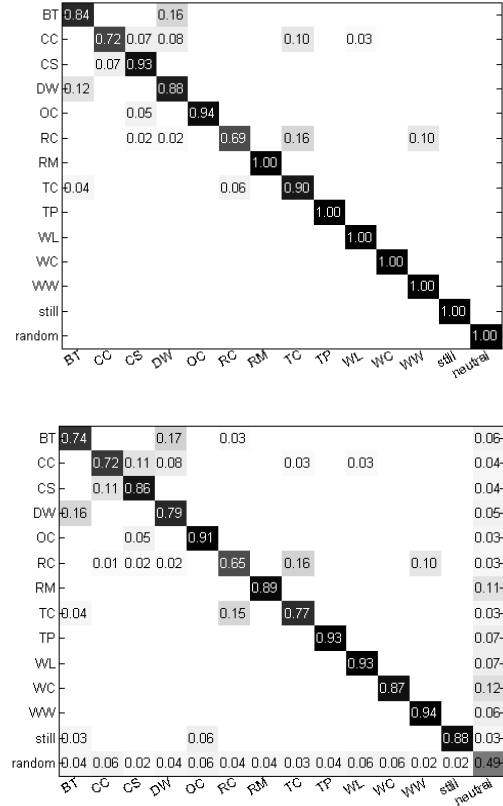 BT 0.84 0.16
CC 0.72 0.07 0.08 0.10 0.03
CS 0.07 0.93
DW 0.12 0.88
OC 0.05 0.94
RC 0.02 0.02 0.69 0.16 0.10
RM 1.00
TC 0.04 0.06 0.90
TP 1.00
WL 1.00
WC 1.00
WW 1.00
still 1.00
random 1.00
BT CC CS DW OC RC RM TC TP WL WC WW still neutral
BT 0.74 0.17 0.03 0.06
CC 0.72 0.11 0.08 0.03 0.03 0.04
CS 0.11 0.86 0.04
DW 0.16 0.79 0.05
OC 0.05 0.91 0.03
RC 0.01 0.02 0.02 0.65 0.16 0.10 0.03
RM 0.89 0.11
TC 0.04 0.15 0.77 0.03
TP 0.93 0.07
WL 0.93 0.07
WC 0.87 0.12
WW 0.94 0.06
still 0.03 0.06 0.88 0.03
random 0.04 0.06 0.02 0.04 0.06 0.04 0.04 0.03 0.04 0.06 0.06 0.02 0.02 0.49
BT CC CS DW OC RC RM TC TP WL WC WW still neutral